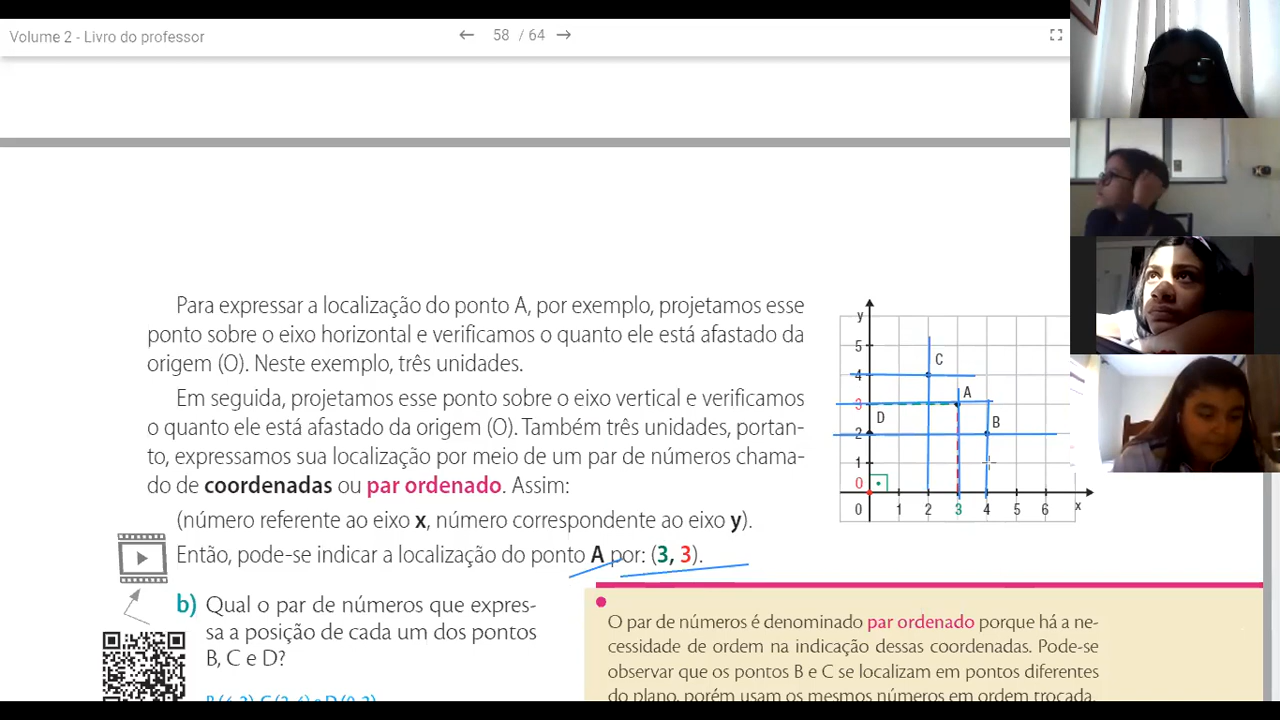 Volume 2 - Livro do professor
58 / 64
Para expressar a localização do ponto A, por exemplo, projetamos esse
ponto sobre o eixo horizontal e verificamos o quanto ele está afastado da
origem (O). Neste exemplo, três unidades.
Em seguida, projetamos esse ponto sobre o eixo vertical e verificamos
o quanto ele está afastado da origem (O). Também três unidades, portan-
to, expressamos sua localização por meio de um par de números chama-
do de coordenadas ou par ordenado. Assim:
(número referente ao eixo x, número correspondente ao eixo y).
Então, pode-se indicar a localização do ponto A por: (3, 3).
b) Qual o par de números que expres-
sa a posição de cada um dos pontos
B, C e D?
y
5
C
4
A
3
D
B
2
1
0
0 1 2 3 4 5 6 x
O par de números é denominado par ordenado porque há a ne-
cessidade de ordem na indicação dessas coordenadas. Pode-se
observar que os pontos B e C se localizam em pontos diferentes
do plano, porém usam os mesmos números em ordem trocada.